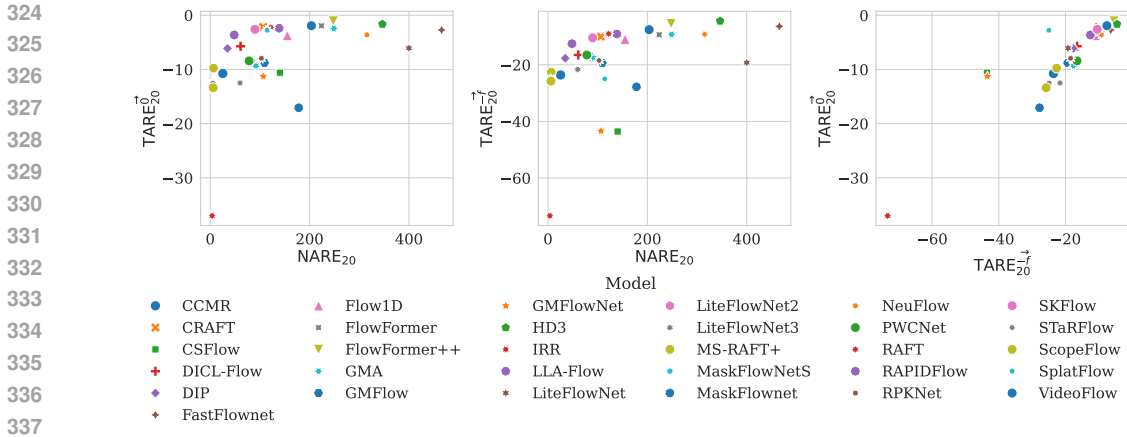 324
325
326
327
328
329
330
331
332
333
334
335
336
337
0
−10
−20
−30
TARE$_{20}^{\vec{0}}$
0 200 400
NARE$_{20}$
0
−20
−40
−60
TARE$_{20}^{\overrightarrow{-f}}$
0 200 400
NARE$_{20}$
0
−10
−20
−30
TARE$_{20}^{\vec{0}}$
−60 −40 −20
TARE$_{20}^{\overrightarrow{-f}}$
Model
CCMR Flow1D GMFlowNet LiteFlowNet2 NeuFlow SKFlow
CRAFT FlowFormer HD3 LiteFlowNet3 PWCNet STaRFlow
CSFlow FlowFormer++ IRR MS-RAFT+ RAFT ScopeFlow
DICL-Flow GMA LLA-Flow MaskFlowNetS RAPIDFlow SplatFlow
DIP GMFlow LiteFlowNet MaskFlownet RPKNet VideoFlow
FastFlownet